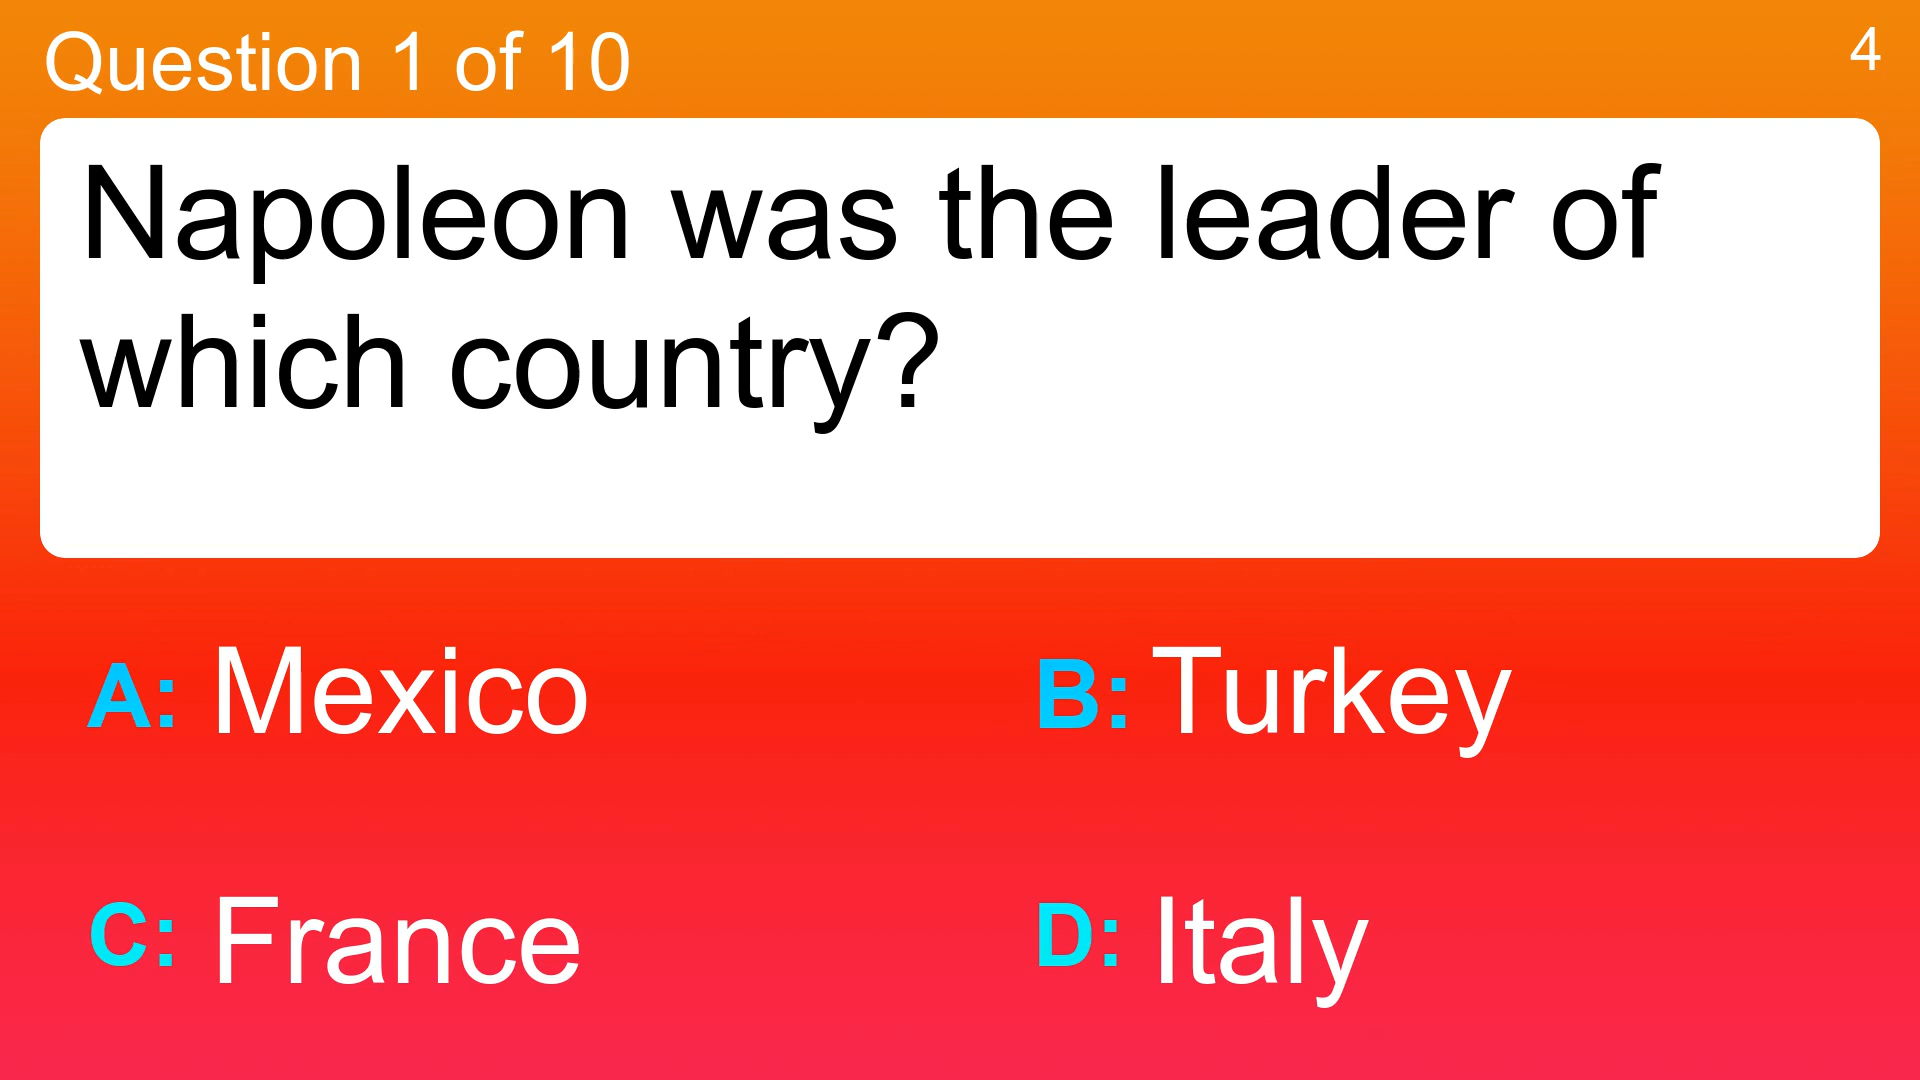 Question 1 of 10
4
Napoleon was the leader of
which country?
A: Mexico
B: Turkey
C: France
D: Italy